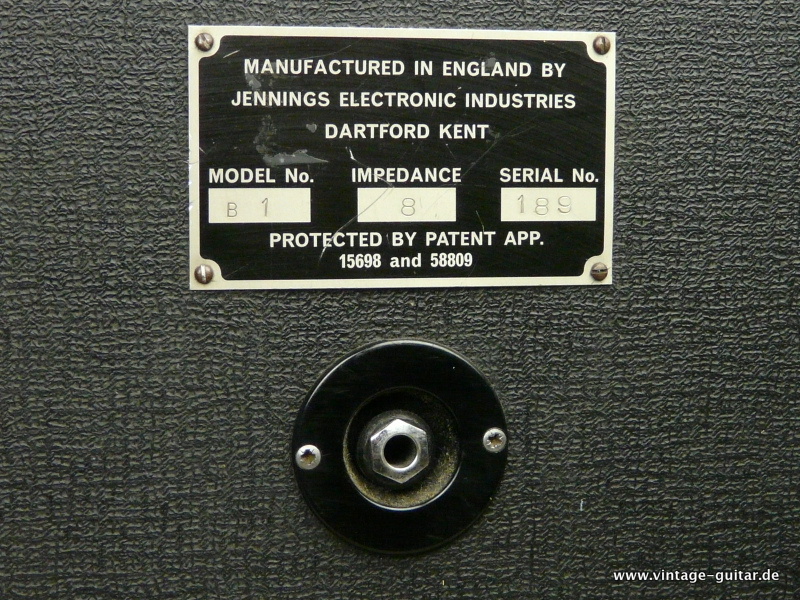 MANUFACTURED IN ENGLAND BY
JENNINGS ELECTRONIC INDUSTRIES
DARTFORD KENT
MODEL No. IMPEDANCE SERIAL No.
B 1 8 189
PROTECTED BY PATENT APP.
15698 and 58809
www.vintage-guitar.de